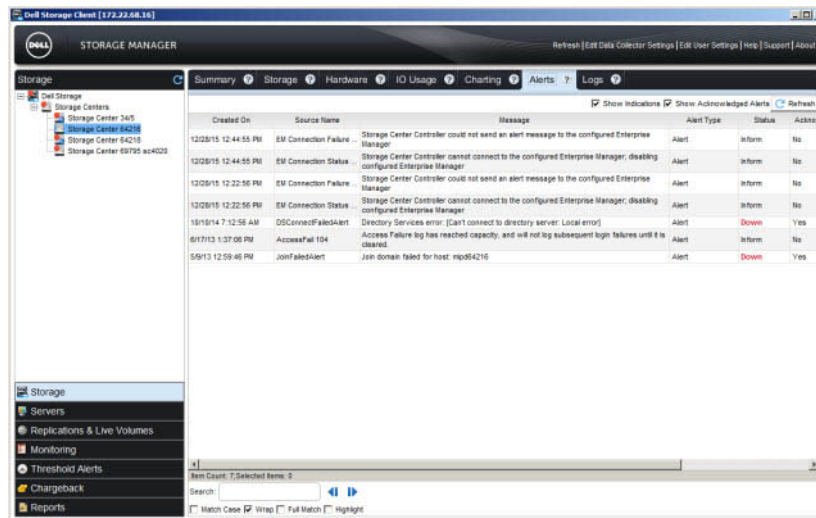 Dell Storage Client [172.22.68.16]
DELL
STORAGE MANAGER
Refresh | Edit Data Collector Settings | Edit User Settings | Help | Support | About
Storage
Summary ? Storage ? Hardware ? IO Usage ? Charting ? Alerts ? Logs ?
Dell Storage
Storage Centers
Storage Center 34/5
Storage Center 64216
Storage Center 64218
Storage Center 69795 sc4020
Show Indications Show Acknowledged Alerts Refresh
Created On Source Name Message Alert Type Status Ackno
12/28/15 12:44:55 PM EM Connection Failure ... Storage Center Controller could not send an alert message to the configured Enterprise Alert Inform No
Manager
12/28/15 12:44:55 PM EM Connection Status ... Storage Center Controller cannot connect to the configured Enterprise Manager; disabling Alert Inform No
configured Enterprise Manager
12/28/15 12:22:56 PM EM Connection Failure ... Storage Center Controller could not send an alert message to the configured Enterprise Alert Inform No
Manager
12/28/15 12:22:56 PM EM Connection Status ... Storage Center Controller cannot connect to the configured Enterprise Manager; disabling Alert Inform No
configured Enterprise Manager
10/10/14 7:12:56 AM DSConnectFailedAlert Directory Services error: [Can't connect to directory server: Local error] Alert Down Yes
6/17/13 1:37:06 PM AccessFail 104 Access Failure log has reached capacity, and will not log subsequent login failures until it is Alert Inform No
cleared.
5/9/13 12:59:46 PM JoinFailedAlert Join domain failed for host: mipd64216 Alert Down Yes
Storage
Servers
Replications & Live Volumes
Monitoring
Threshold Alerts
Chargeback
Reports
Item Count: 7;Selected Items: 0
Search:
Match Case Wrap Full Match Highlight